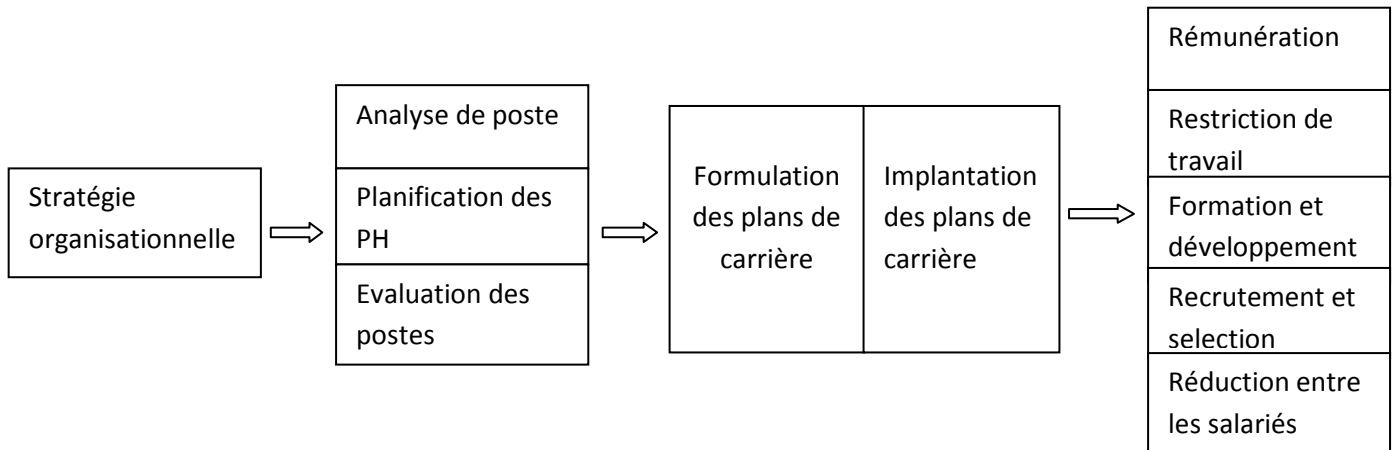 Stratégie
organisationnelle
Analyse de poste
Planification des
PH
Evaluation des
postes
Formulation
des plans de
carrière
Implantation
des plans de
carrière
Rémunération
Restriction de
travail
Formation et
développement
Recrutement et
selection
Réduction entre
les salariés